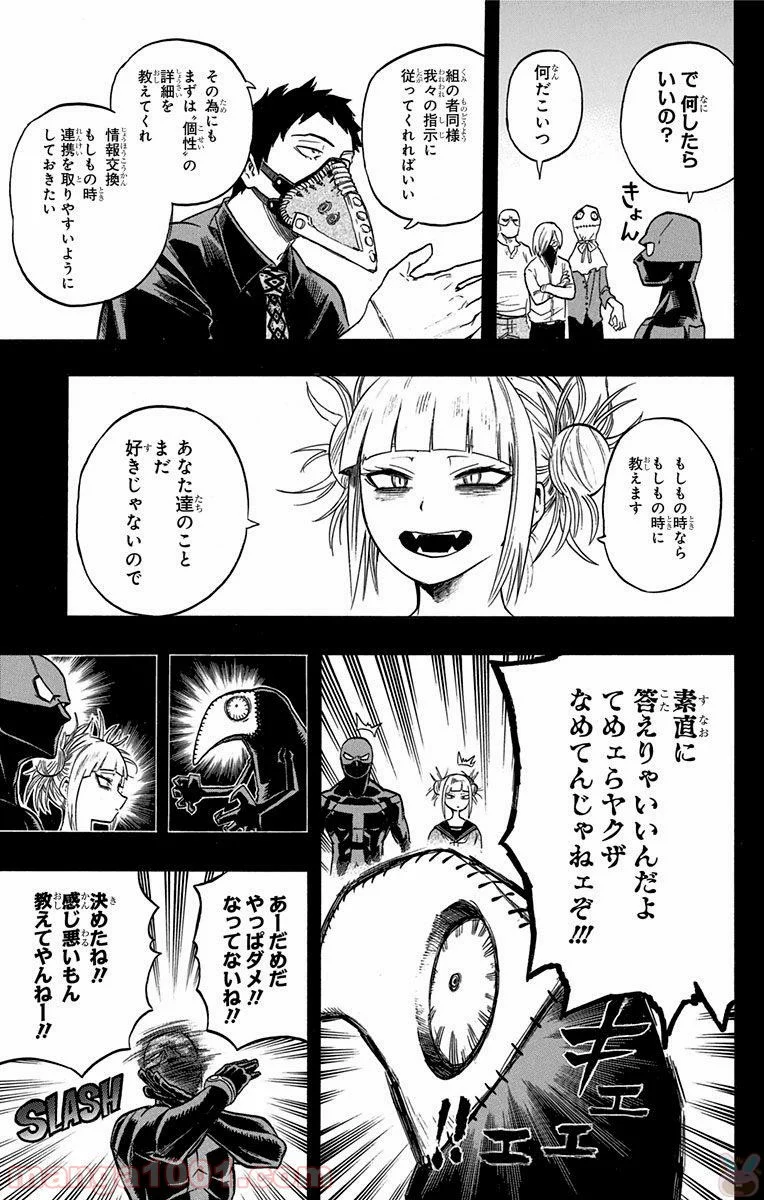 で 何したら
いいの?
何だこいつ
きょん
組の者同様
我々の指示に
従ってくれればいい
その為にも
まずは〝個性〟の
詳細を
教えてくれ
情報交換
もしもの時
連携を取りやすいように
しておきたい
もしもの時なら
もしもの時に
教えます
あなた達のこと
まだ
好きじゃないので
素直に
答えりゃいいんだよ
てめェらヤクザ
なめてんじゃねェぞ!!!
キェェェ!!
あーだめだ
やっぱダメ!!
なってないね!!
決めたね!!
感じ悪いもん
教えてやんねー!!
SLASH
manga1001.com